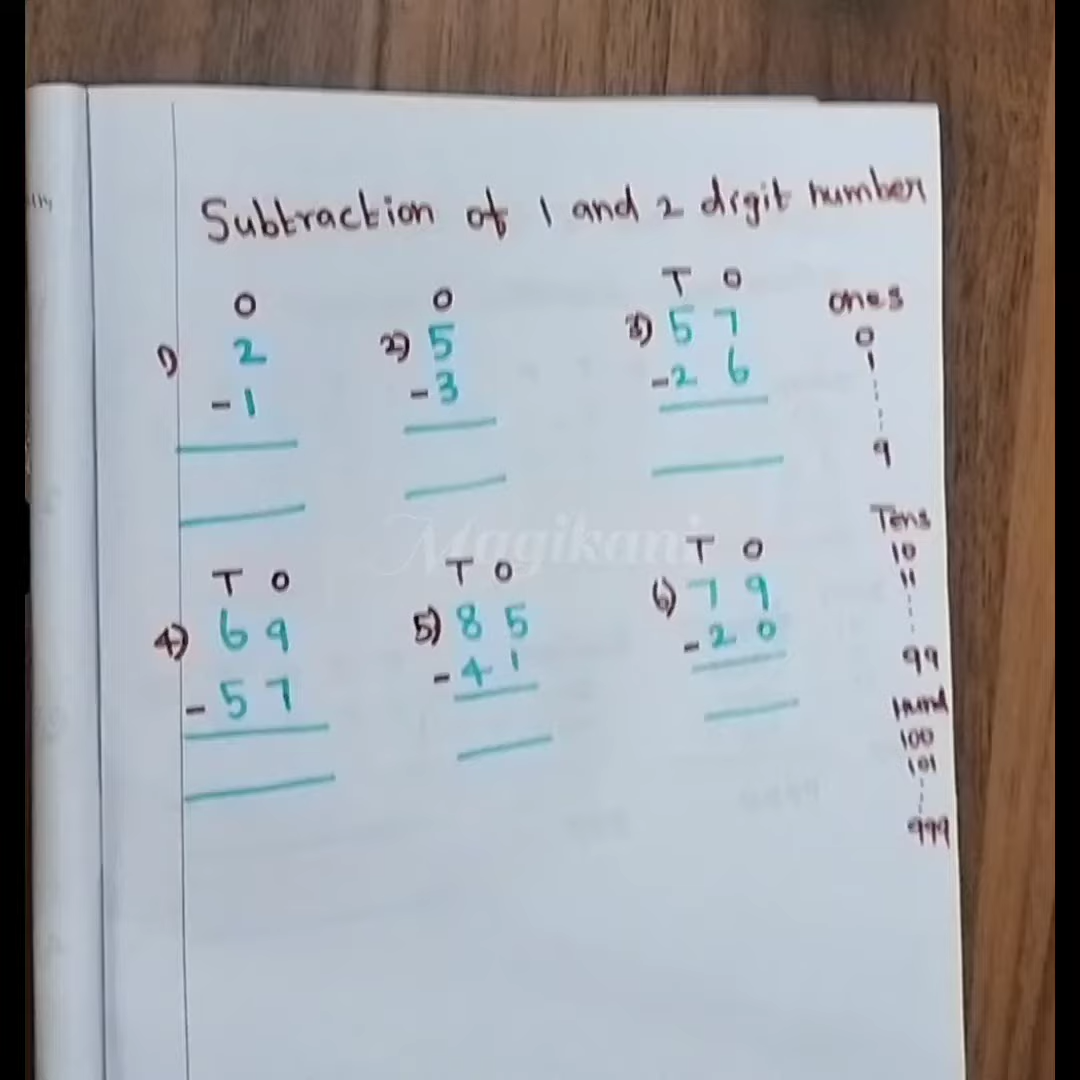 Subtraction of 1 and 2 digit number
O
1) 2
- 1
O
2) 5
- 3
T O
3) 5 7
- 2 6
ones
0
1
9
T O
4) 6 9
- 5 7
T O
5) 8 5
- 4 1
T O
6) 7 9
- 2 0
Tens
10
11
99
Hund
100
101
999
Magikani